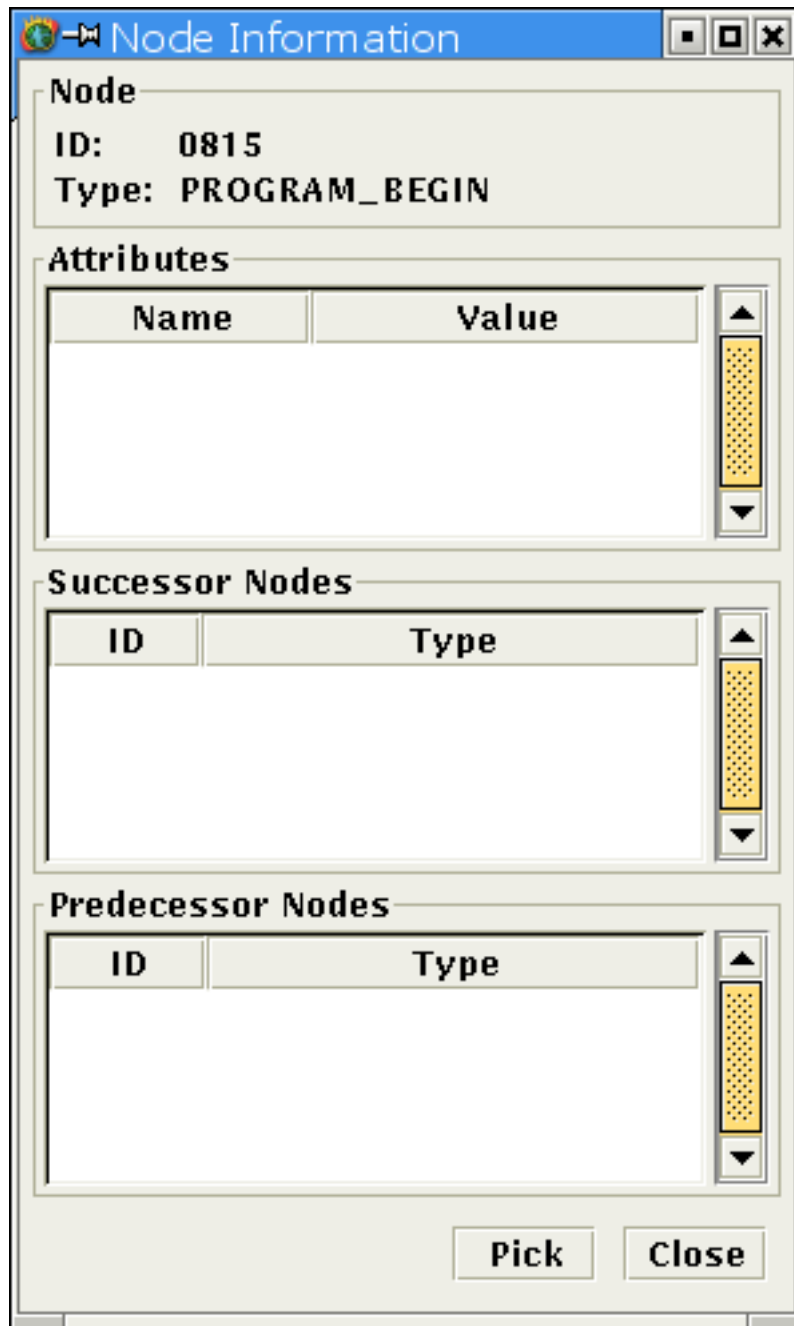 Node Information
Node
ID: 0815
Type: PROGRAM_BEGIN
Attributes
Name Value
Successor Nodes
ID Type
Predecessor Nodes
ID Type
Pick Close